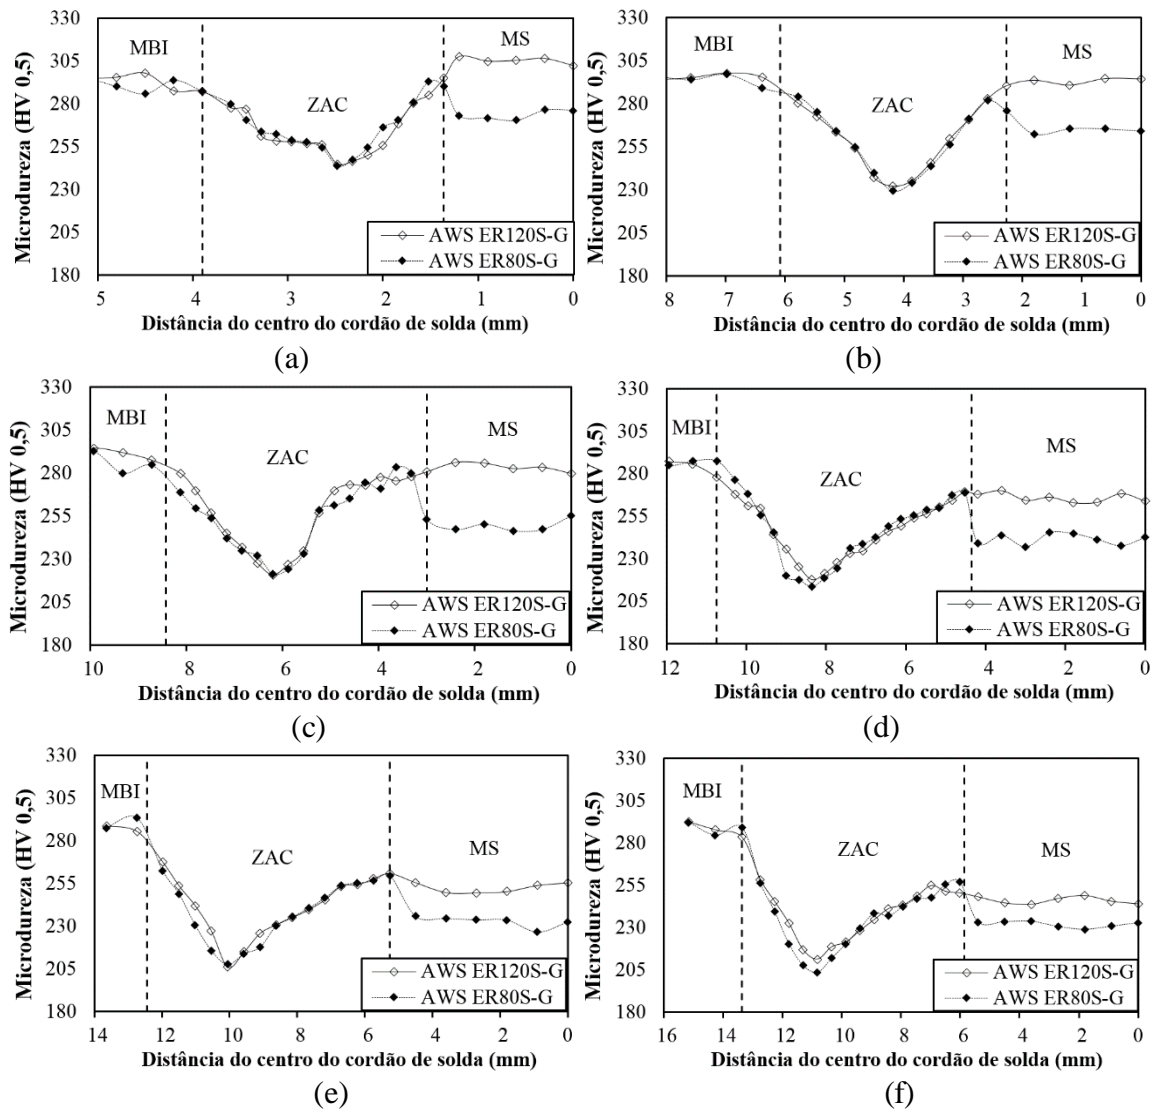 330
305
280
255
230
205
180
Microdureza (HV 0,5)
MBI
ZAC
MS
AWS ER120S-G
AWS ER80S-G
5 4 3 2 1 0
Distância do centro do cordão de solda (mm)
(a)
330
305
280
255
230
205
180
Microdureza (HV 0,5)
MBI
ZAC
MS
AWS ER120S-G
AWS ER80S-G
8 7 6 5 4 3 2 1 0
Distância do centro do cordão de solda (mm)
(b)
330
305
280
255
230
205
180
Microdureza (HV 0,5)
MBI
ZAC
MS
AWS ER120S-G
AWS ER80S-G
10 8 6 4 2 0
Distância do centro do cordão de solda (mm)
(c)
330
305
280
255
230
205
180
Microdureza (HV 0,5)
MBI
ZAC
MS
AWS ER120S-G
AWS ER80S-G
12 10 8 6 4 2 0
Distância do centro do cordão de solda (mm)
(d)
330
305
280
255
230
205
180
Microdureza (HV 0,5)
MBI
ZAC
MS
AWS ER120S-G
AWS ER80S-G
14 12 10 8 6 4 2 0
Distância do centro do cordão de solda (mm)
(e)
330
305
280
255
230
205
180
Microdureza (HV 0,5)
MBI
ZAC
MS
AWS ER120S-G
AWS ER80S-G
16 14 12 10 8 6 4 2 0
Distância do centro do cordão de solda (mm)
(f)